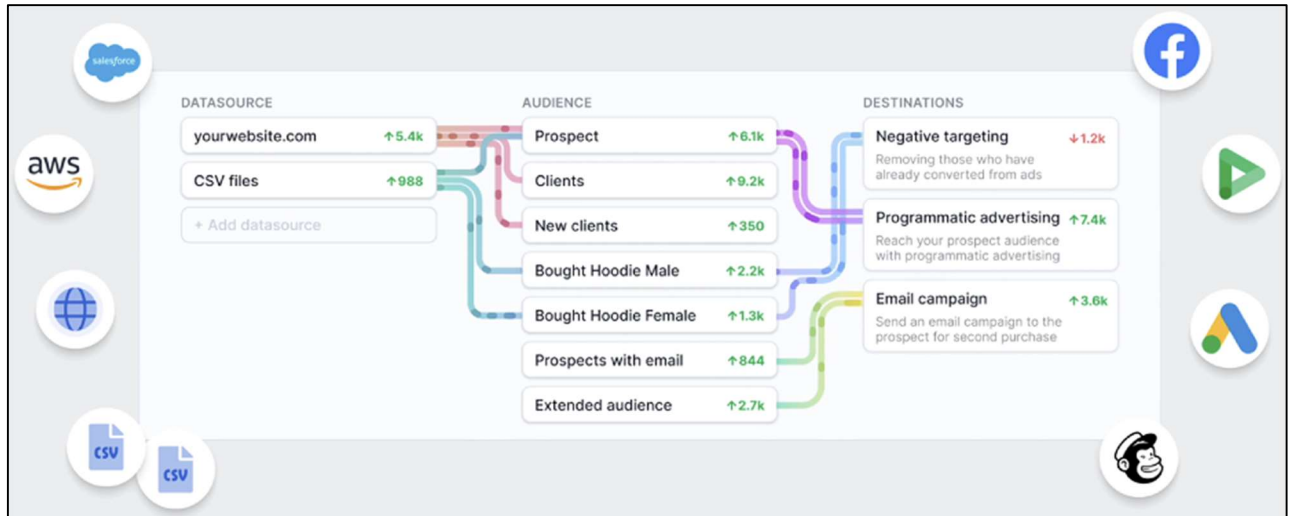 salesforce
aws
CSV
CSV
DATASOURCE
yourwebsite.com ↑5.4k
CSV files ↑988
+ Add datasource
AUDIENCE
Prospect ↑6.1k
Clients ↑9.2k
New clients ↑350
Bought Hoodie Male ↑2.2k
Bought Hoodie Female ↑1.3k
Prospects with email ↑844
Extended audience ↑2.7k
DESTINATIONS
Negative targeting ↓1.2k
Removing those who have
already converted from ads
Programmatic advertising ↑7.4k
Reach your prospect audience
with programmatic advertising
Email campaign ↑3.6k
Send an email campaign to the
prospect for second purchase